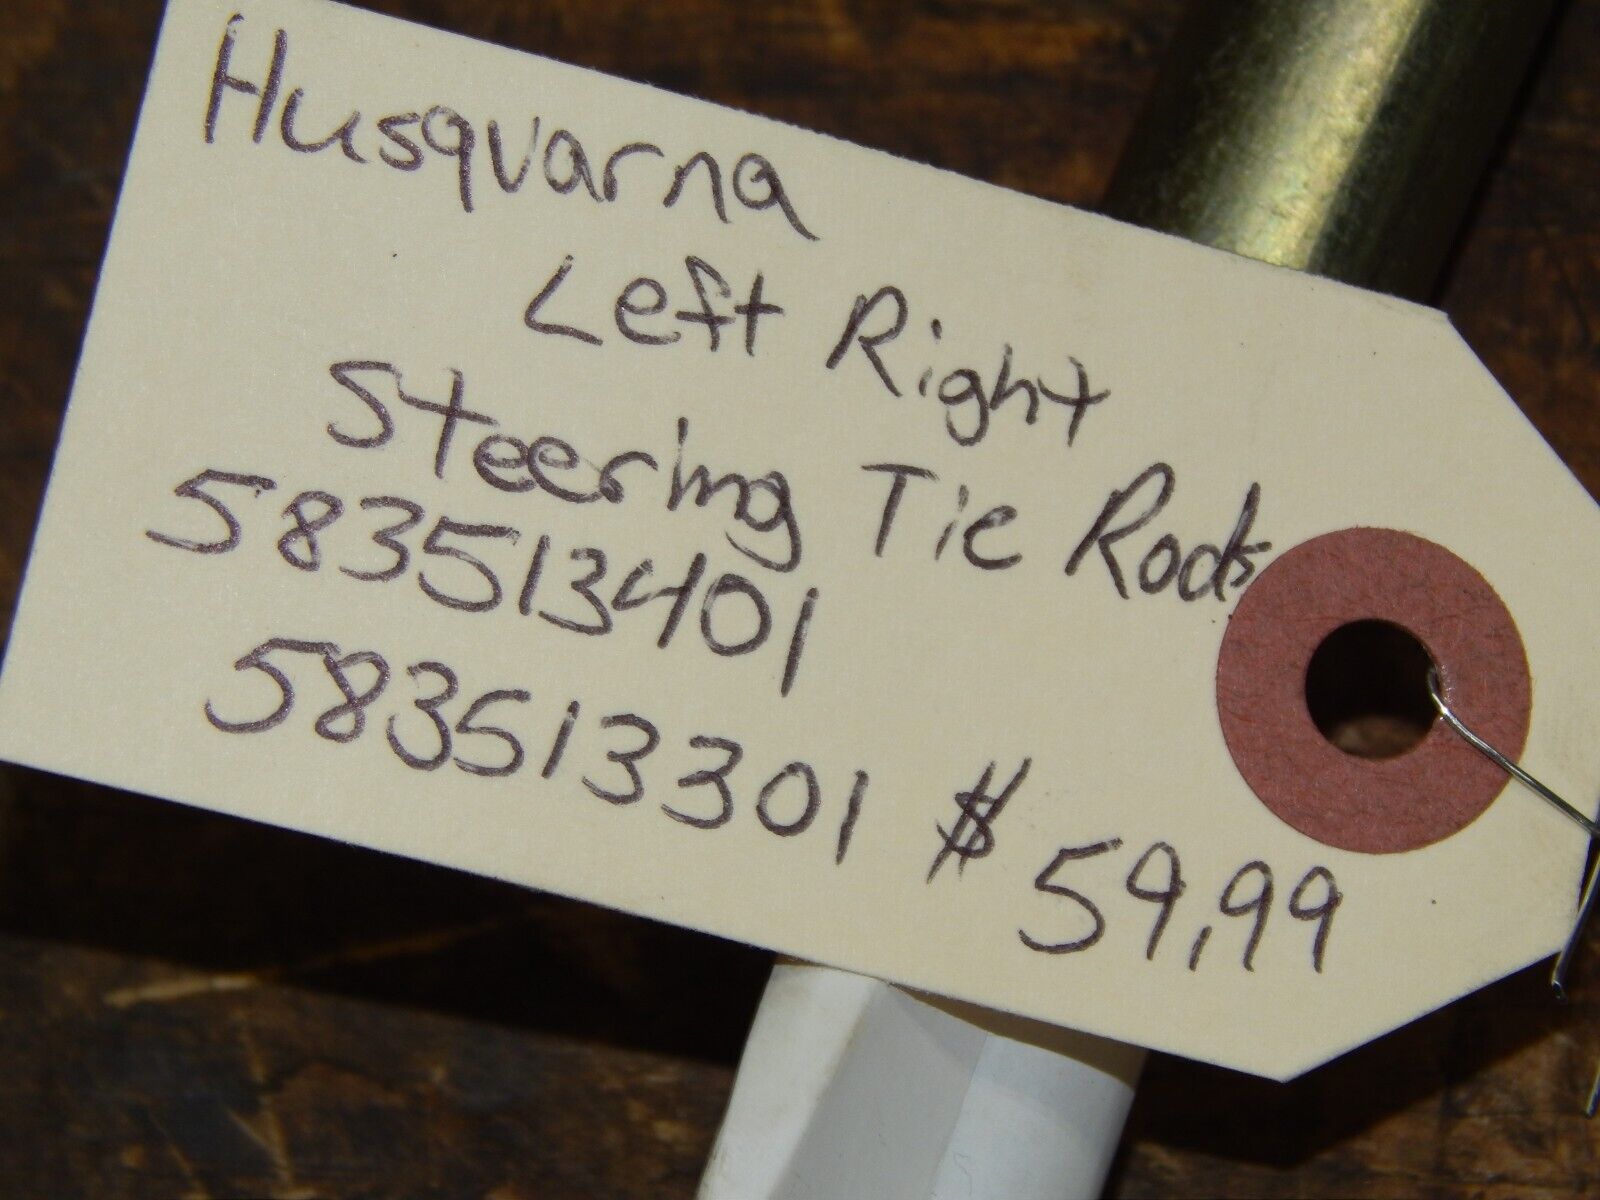 Husqvarna
Left Right
Steering Tie Rods
583513401
583513301 $59.99